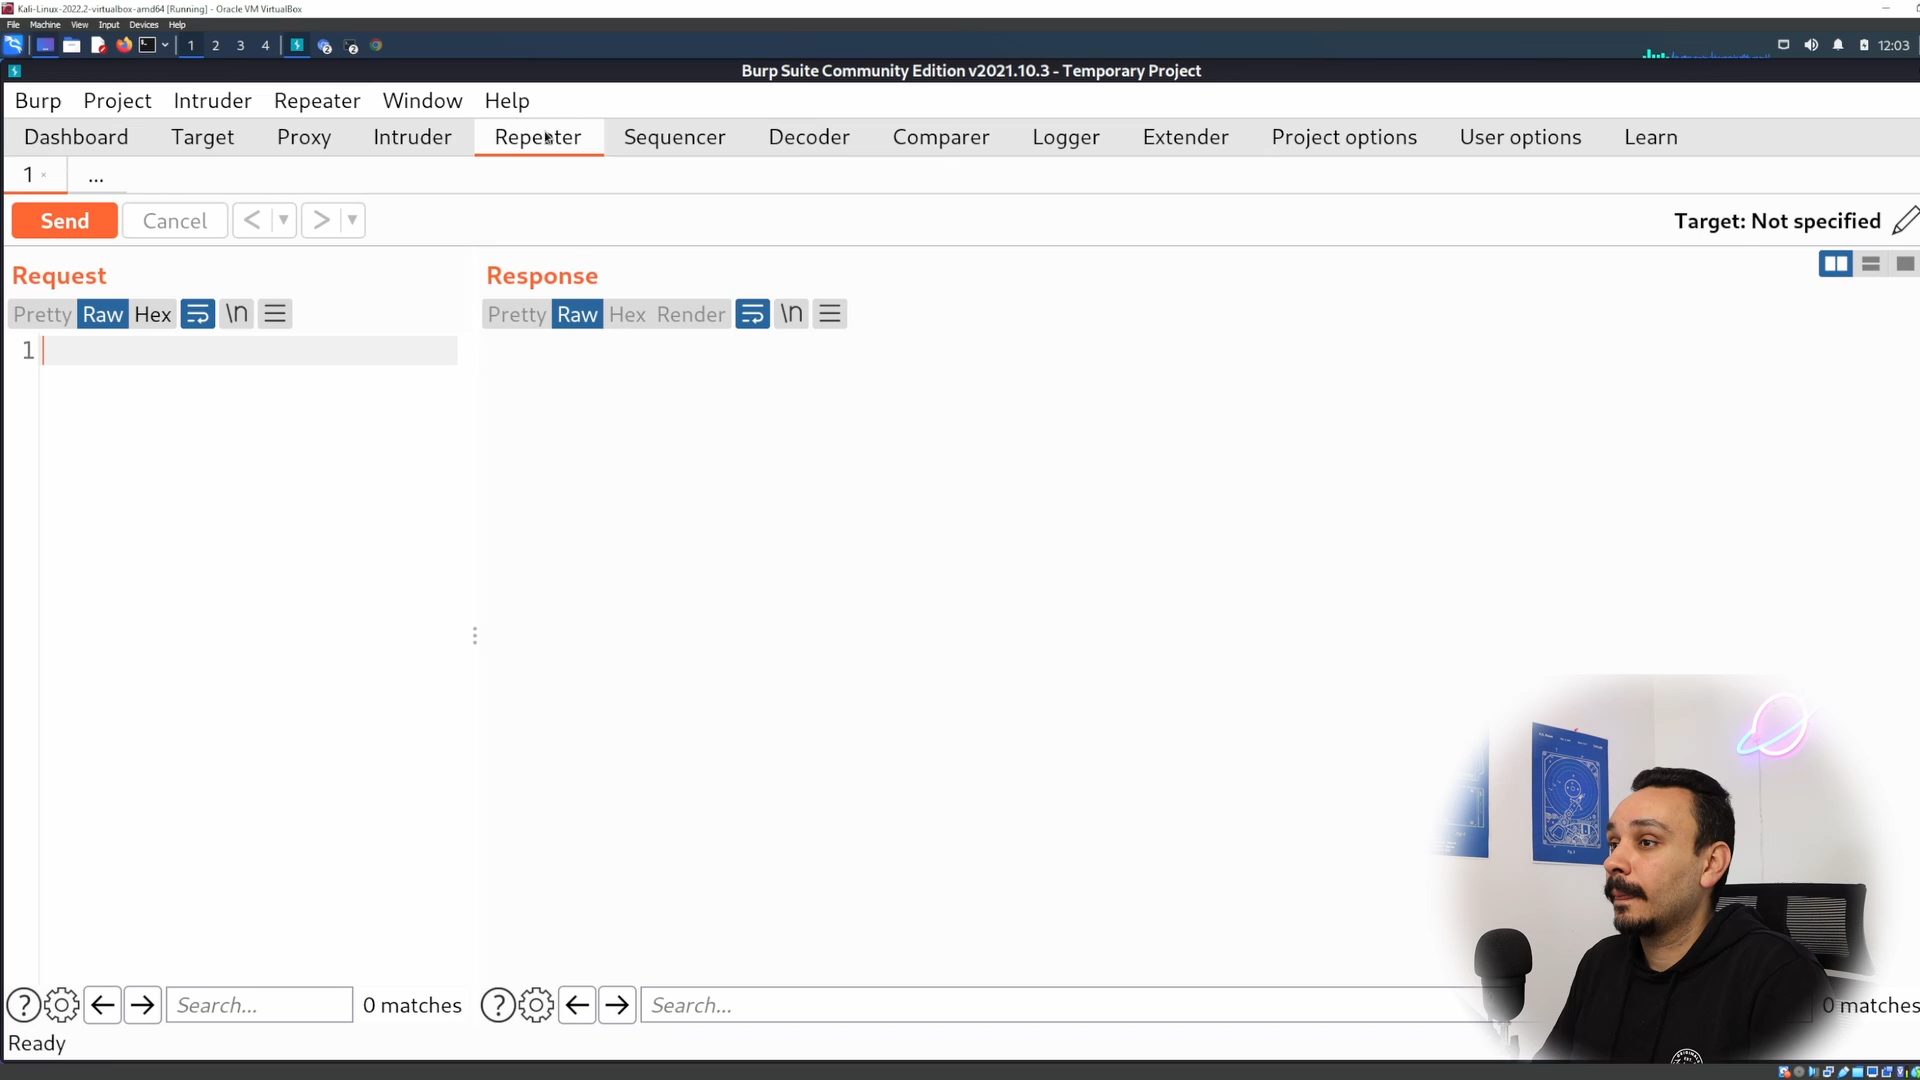 Kali-Linux-2022.2-virtualbox-amd64 [Running] - Oracle VM VirtualBox
File Machine View Input Devices Help
1 2 3 4 2 2 12:03
Burp Suite Community Edition v2021.10.3 - Temporary Project
Burp Project Intruder Repeater Window Help
Dashboard Target Proxy Intruder Repeater Sequencer Decoder Comparer Logger Extender Project options User options Learn
1 × ...
Send Cancel < > Target: Not specified
Request Response
Pretty Raw Hex \n Pretty Raw Hex Render \n
1
? Search... 0 matches ? Search... 0 matches
Ready